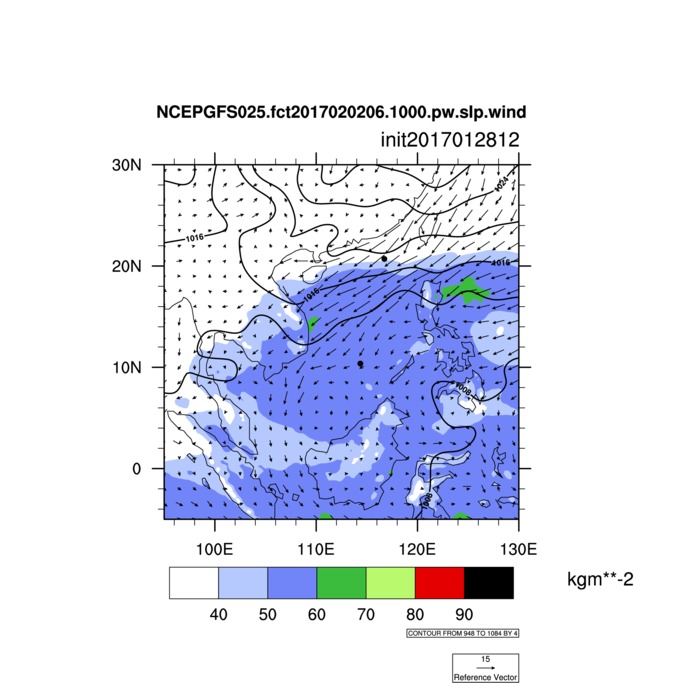 NCEPGFS025.fct2017020206.1000.pw.slp.wind
init2017012812
30N
20N
10N
0
100E 110E 120E 130E
1024
1016
1016
1016
1008
1008
40 50 60 70 80 90
kgm**-2
CONTOUR FROM 948 TO 1084 BY 4
15
Reference Vector